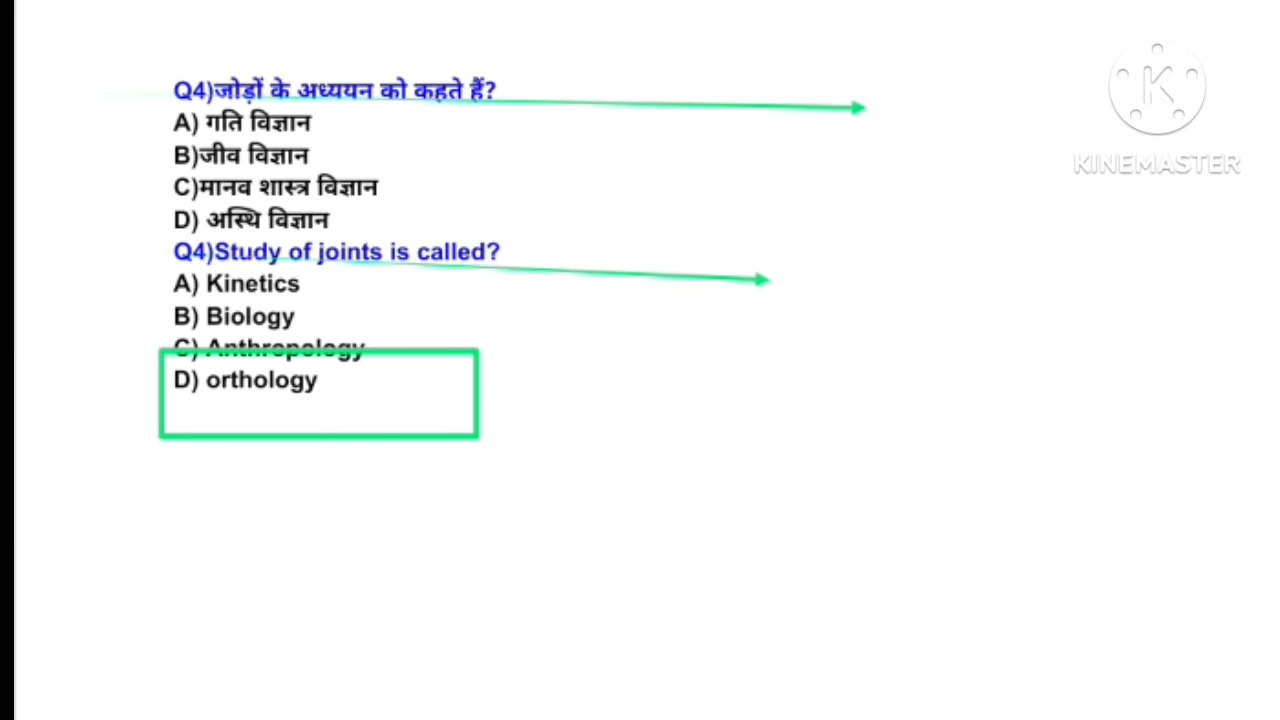 Q4)जोड़ों के अध्ययन को कहते हैं?
A) गति विज्ञान
B)जीव विज्ञान
C)मानव शास्त्र विज्ञान
D) अस्थि विज्ञान
Q4)Study of joints is called?
A) Kinetics
B) Biology
C) Anthropology
D) orthology
K
KINEMASTER